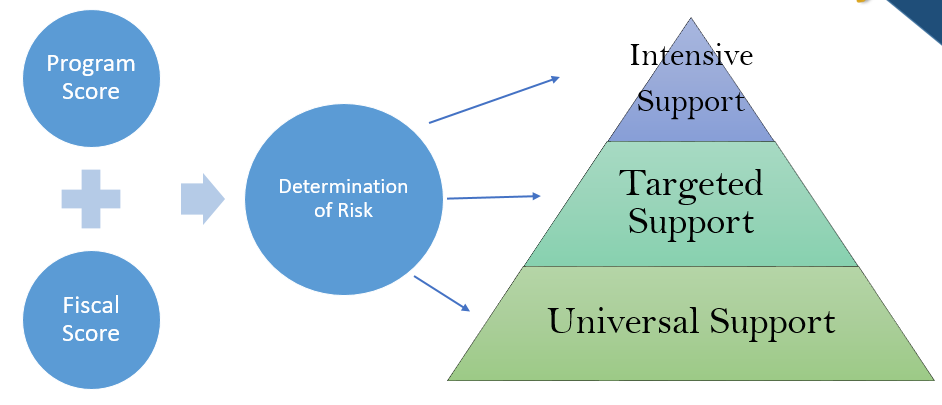 Program
Score
Fiscal
Score
Determination
of Risk
Intensive
Support
Targeted
Support
Universal Support